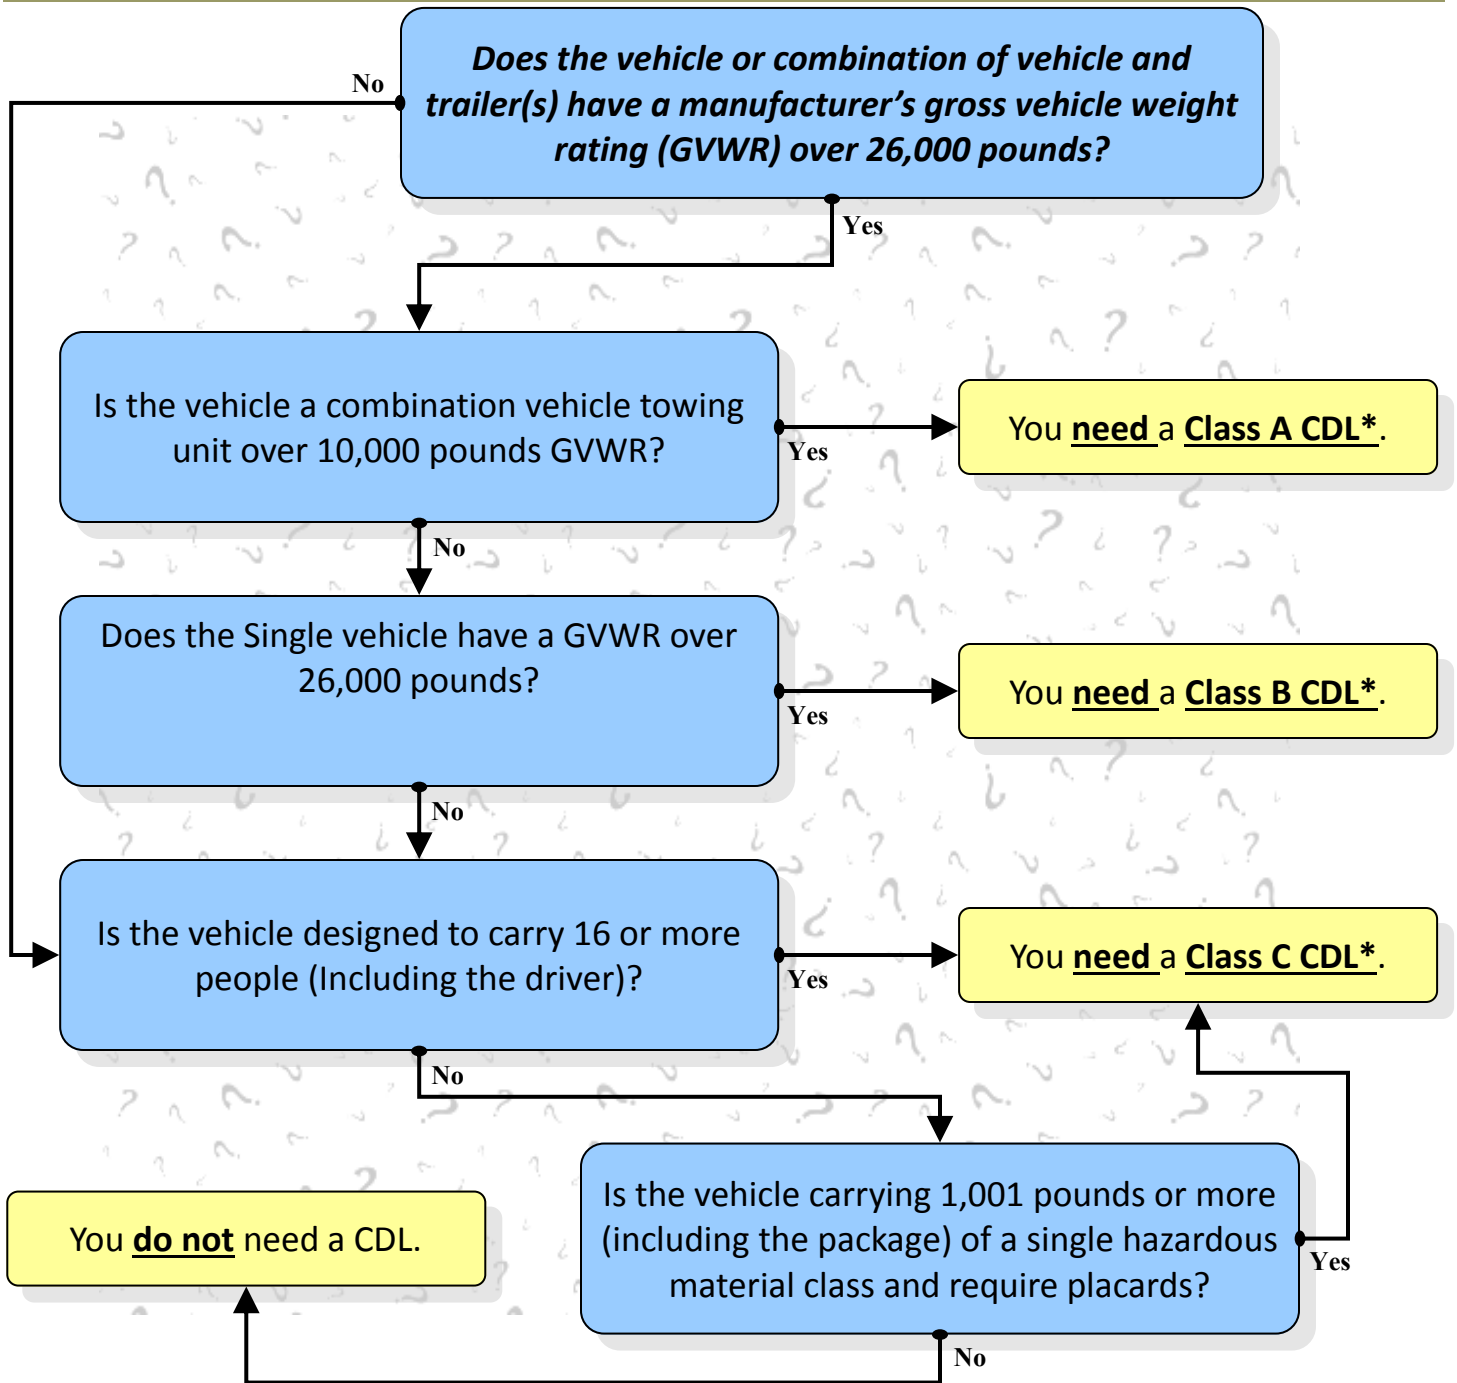 Does the vehicle or combination of vehicle and
trailer(s) have a manufacturer's gross vehicle weight
rating (GVWR) over 26,000 pounds?
No
Yes
Is the vehicle a combination vehicle towing
unit over 10,000 pounds GVWR?
Yes
You need a Class A CDL*.
No
Does the Single vehicle have a GVWR over
26,000 pounds?
Yes
You need a Class B CDL*.
No
Is the vehicle designed to carry 16 or more
people (Including the driver)?
Yes
You need a Class C CDL*.
No
Is the vehicle carrying 1,001 pounds or more
(including the package) of a single hazardous
material class and require placards?
Yes
No
You do not need a CDL.